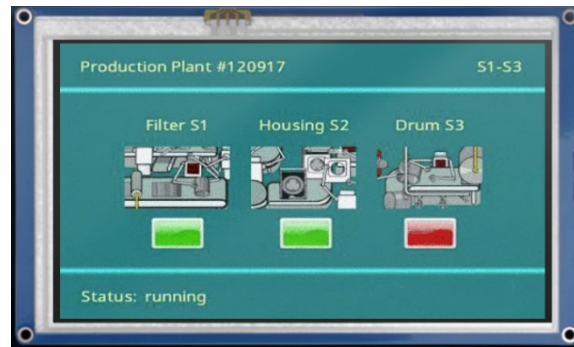 Production Plant #120917 S1-S3
Filter S1 Housing S2 Drum S3
Status: running